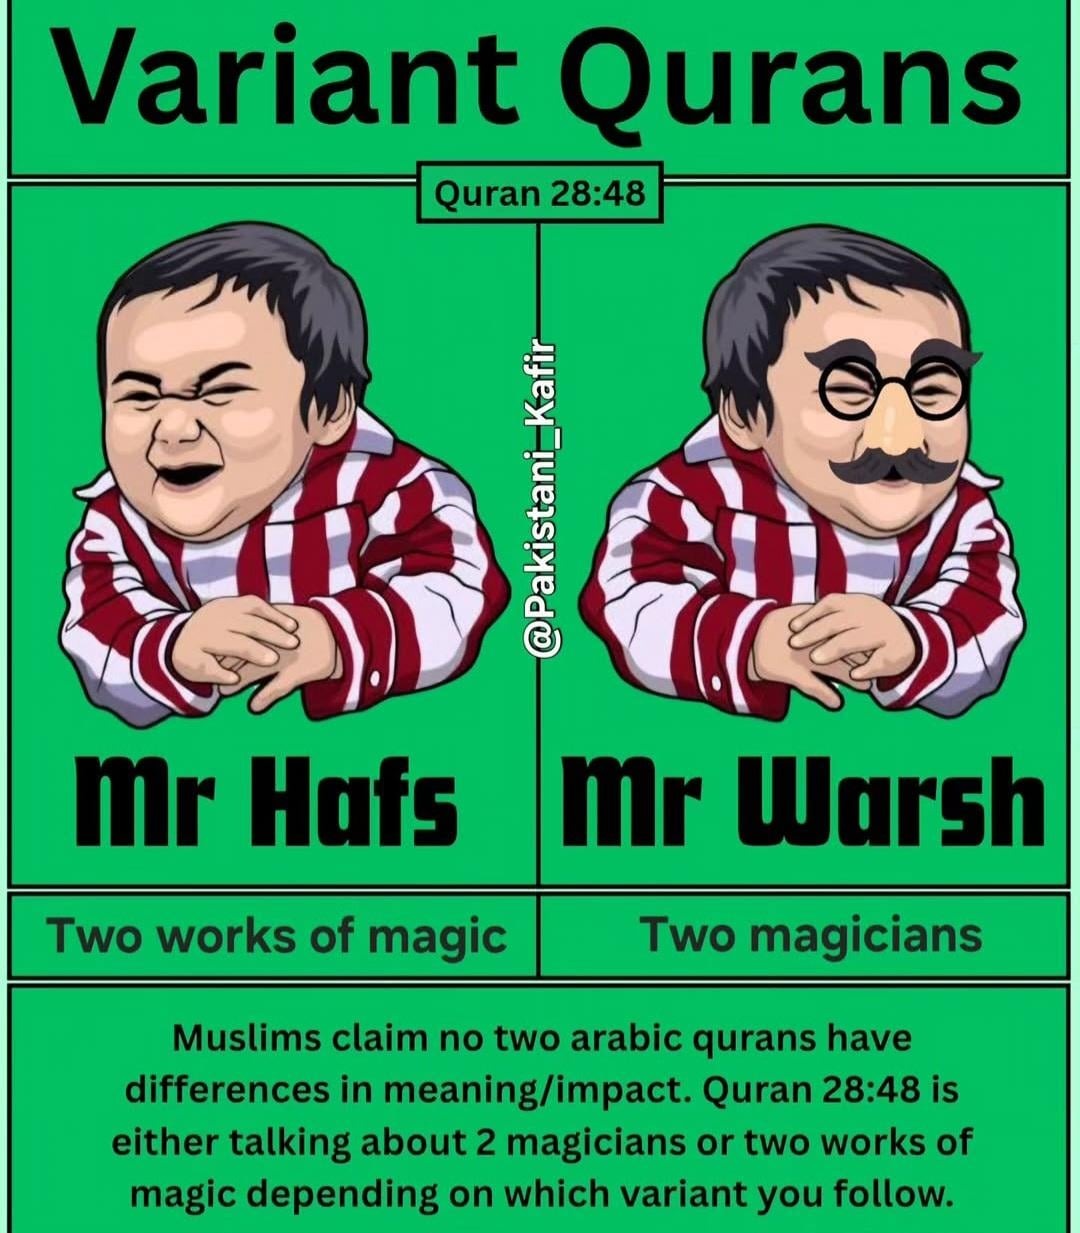 Variant Qurans
Quran 28:48
@Pakistani_Kafir
Mr Hafs
Mr Warsh
Two works of magic
Two magicians
Muslims claim no two arabic qurans have
differences in meaning/impact. Quran 28:48 is
either talking about 2 magicians or two works of
magic depending on which variant you follow.